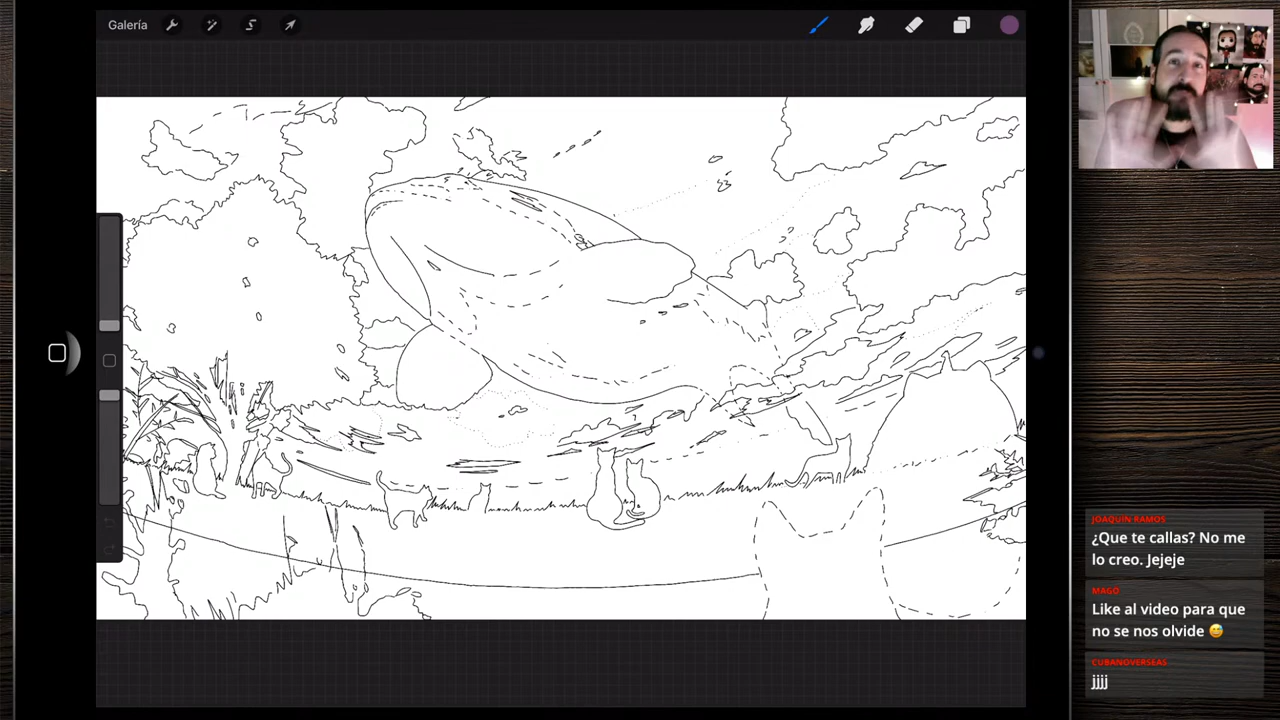 Galería
JOAQUÍN RAMOS
¿Que te callas? No me
lo creo. Jejeje
MAGO
Like al video para que
no se nos olvide 😅
CUBANOVERSEAS
jjjj